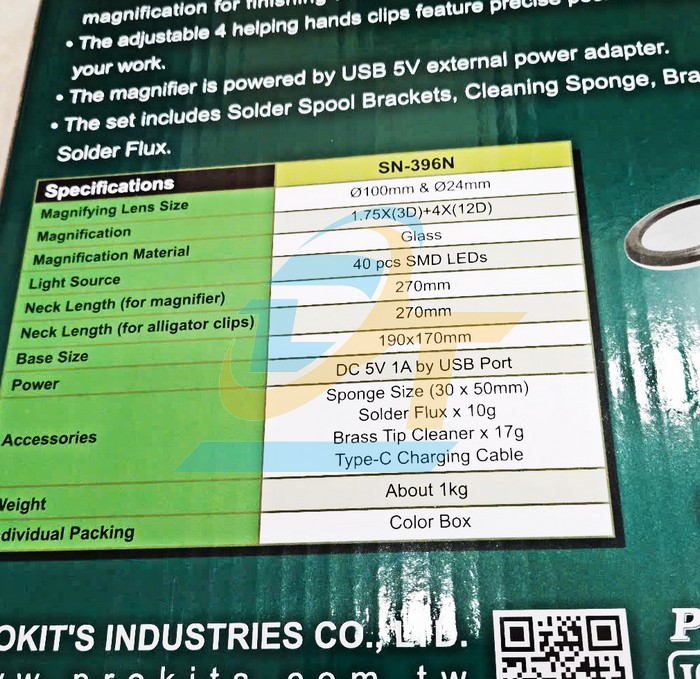 magnification for
• The adjustable 4 helping hands clips feature precise
your work.
• The magnifier is powered by USB 5V external power adapter.
• The set includes Solder Spool Brackets, Cleaning Sponge,
Solder Flux.
Specifications SN-396N
Magnifying Lens Size Ø100mm & Ø24mm
Magnification 1.75X(3D)+4X(12D)
Magnification Material Glass
Light Source 40 pcs SMD LEDs
Neck Length (for magnifier) 270mm
Neck Length (for alligator clips) 270mm
Base Size 190x170mm
Power DC 5V 1A by USB Port
Accessories Sponge Size (30 x 50mm)
Solder Flux x 10g
Brass Tip Cleaner x 17g
Type-C Charging Cable
Weight About 1kg
dividual Packing Color Box
OKIT'S INDUSTRIES CO., LTD.
w.prokits.com.tw